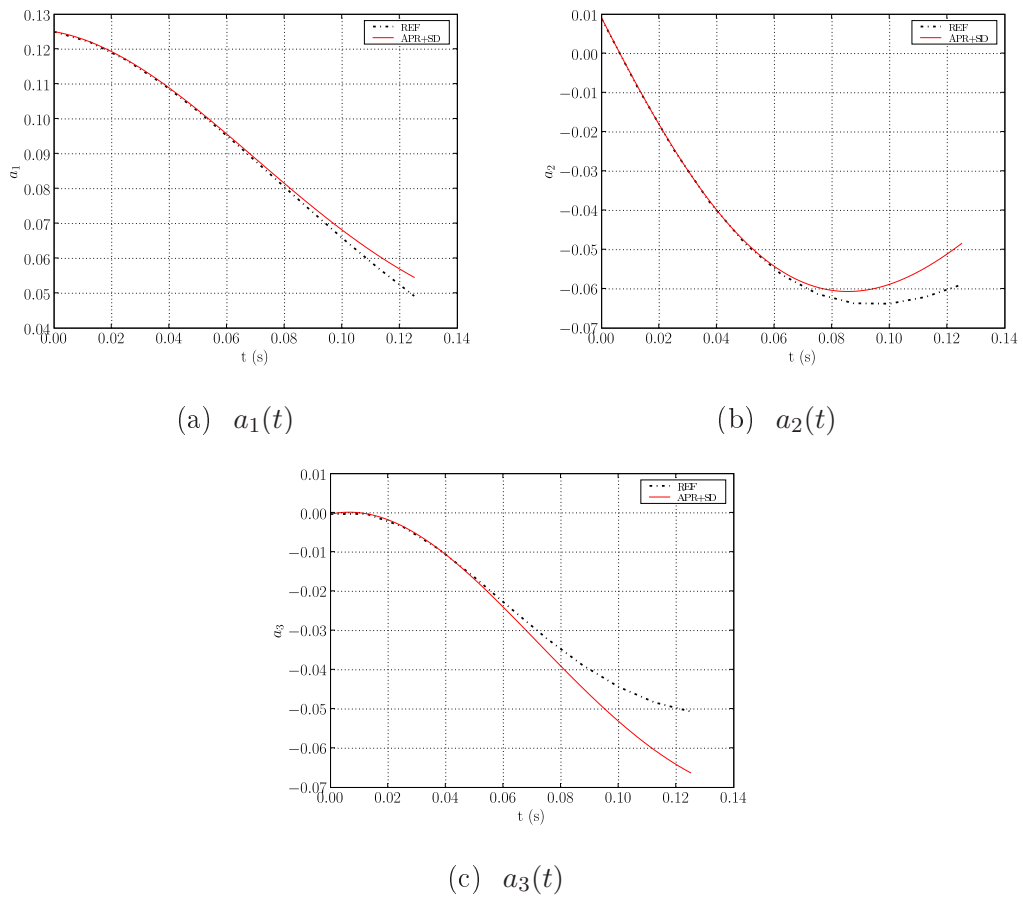 0.13
0.12
0.11
0.10
0.09
0.08
0.07
0.06
0.05
0.04
a₁
0.00 0.02 0.04 0.06 0.08 0.10 0.12 0.14
t (s)
REF
APR+SD
(a) a₁(t)
0.01
0.00
−0.01
−0.02
−0.03
−0.04
−0.05
−0.06
−0.07
a₂
0.00 0.02 0.04 0.06 0.08 0.10 0.12 0.14
t (s)
REF
APR+SD
(b) a₂(t)
0.01
0.00
−0.01
−0.02
−0.03
−0.04
−0.05
−0.06
−0.07
a₃
0.00 0.02 0.04 0.06 0.08 0.10 0.12 0.14
t (s)
REF
APR+SD
(c) a₃(t)